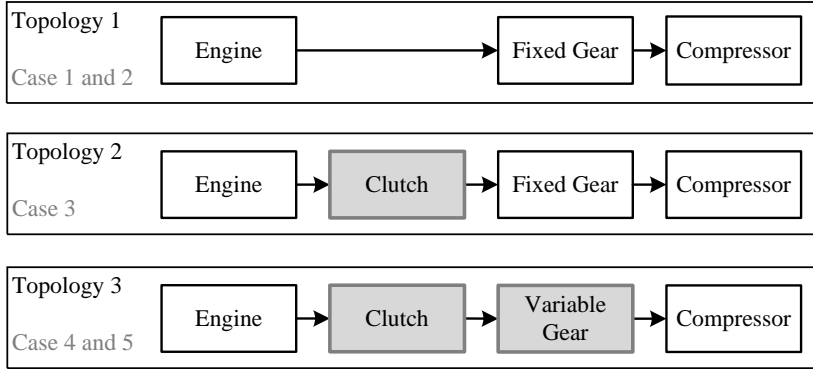 Topology 1
Case 1 and 2
Engine
Fixed Gear
Compressor
Topology 2
Case 3
Engine
Clutch
Fixed Gear
Compressor
Topology 3
Case 4 and 5
Engine
Clutch
Variable
Gear
Compressor